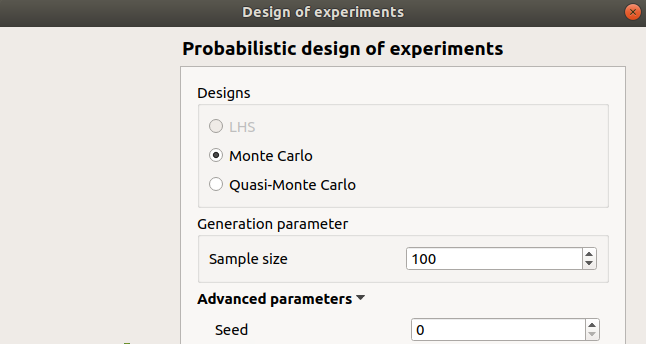 Design of experiments
Probabilistic design of experiments
Designs
LHS
Monte Carlo
Quasi-Monte Carlo
Generation parameter
Sample size 100
Advanced parameters
Seed 0